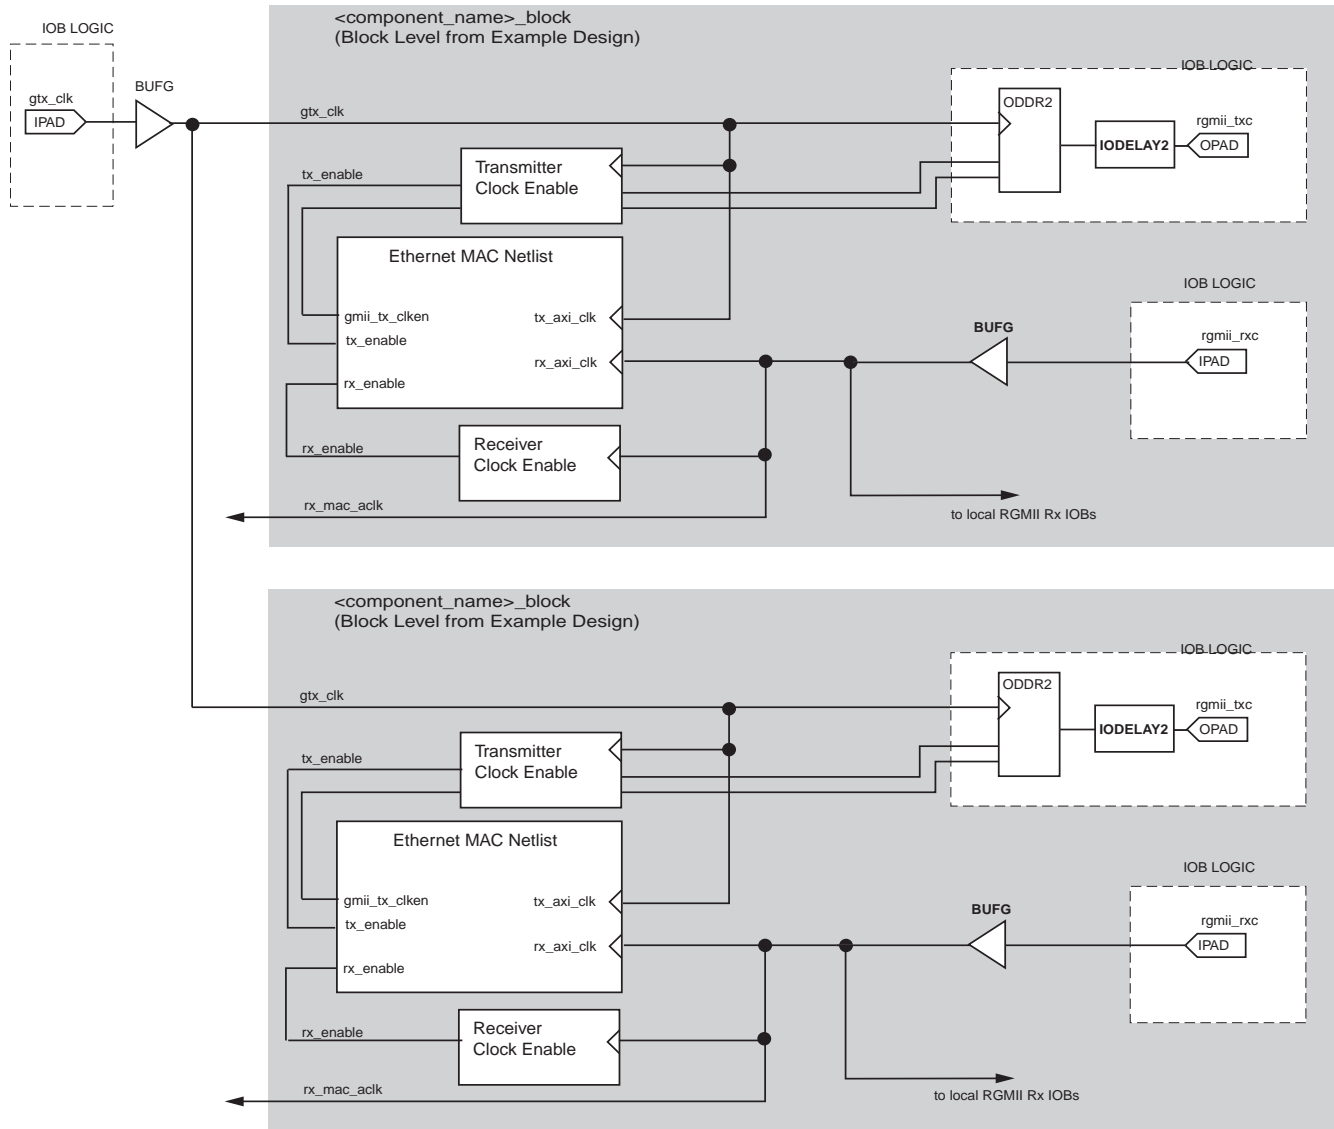 <component_name>_block
(Block Level from Example Design)
IOB LOGIC
gtx_clk
IPAD
BUFG
gtx_clk
IOB LOGIC
ODDR2
IODELAY2
rgmii_txc
OPAD
tx_enable
Transmitter
Clock Enable
Ethernet MAC Netlist
gmii_tx_clken
tx_enable
rx_enable
tx_axi_clk
rx_axi_clk
BUFG
IOB LOGIC
rgmii_rxc
IPAD
rx_enable
Receiver
Clock Enable
rx_mac_aclk
to local RGMII Rx IOBs
<component_name>_block
(Block Level from Example Design)
gtx_clk
IOB LOGIC
ODDR2
IODELAY2
rgmii_txc
OPAD
tx_enable
Transmitter
Clock Enable
Ethernet MAC Netlist
gmii_tx_clken
tx_enable
rx_enable
tx_axi_clk
rx_axi_clk
BUFG
IOB LOGIC
rgmii_rxc
IPAD
rx_enable
Receiver
Clock Enable
rx_mac_aclk
to local RGMII Rx IOBs